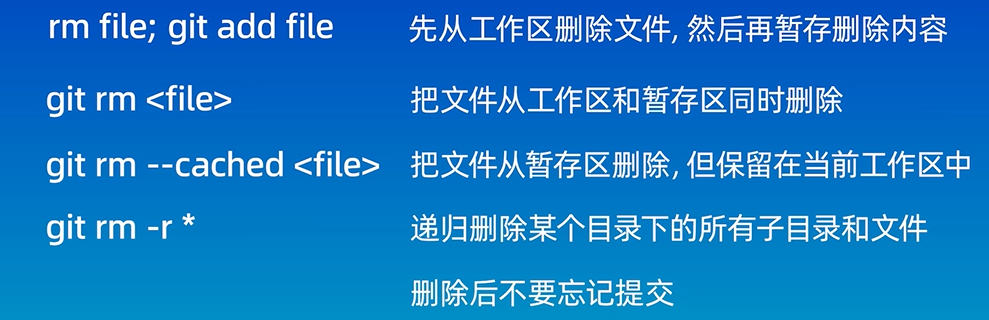 rm file; git add file 先从工作区删除文件, 然后再暂存删除内容
git rm <file> 把文件从工作区和暂存区同时删除
git rm --cached <file> 把文件从暂存区删除, 但保留在当前工作区中
git rm -r * 递归删除某个目录下的所有子目录和文件
删除后不要忘记提交